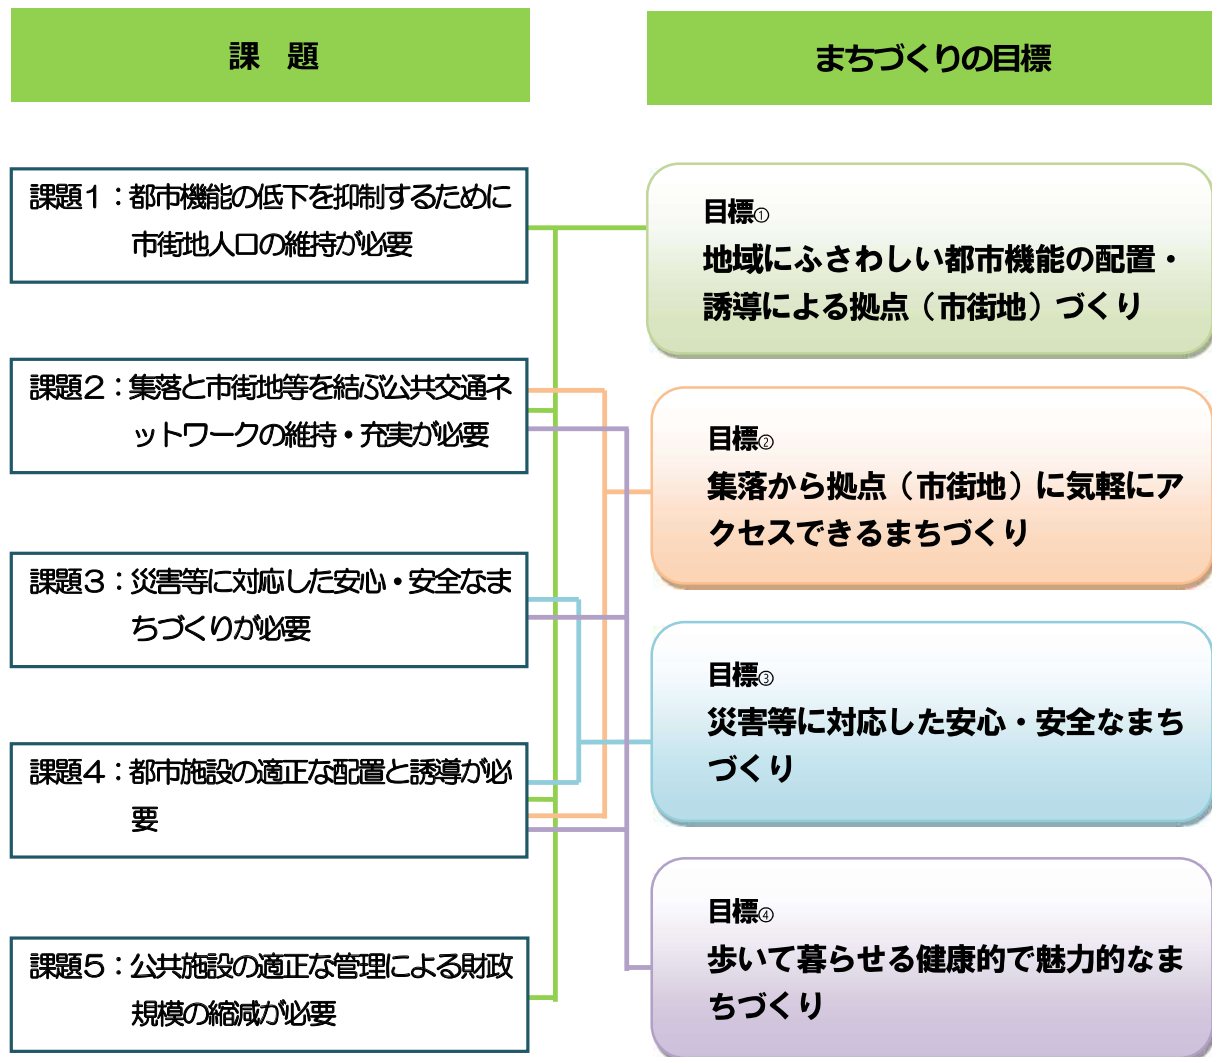 課　題
まちづくりの目標
課題１：都市機能の低下を抑制するために
市街地人口の維持が必要
課題２：集落と市街地等を結ぶ公共交通ネ
ットワークの維持・充実が必要
課題３：災害等に対応した安心・安全なま
ちづくりが必要
課題４：都市施設の適正な配置と誘導が必
要
課題５：公共施設の適正な管理による財政
規模の縮減が必要
目標①
地域にふさわしい都市機能の配置・
誘導による拠点（市街地）づくり
目標②
集落から拠点（市街地）に気軽にア
クセスできるまちづくり
目標③
災害等に対応した安心・安全なまち
づくり
目標④
歩いて暮らせる健康的で魅力的なま
ちづくり